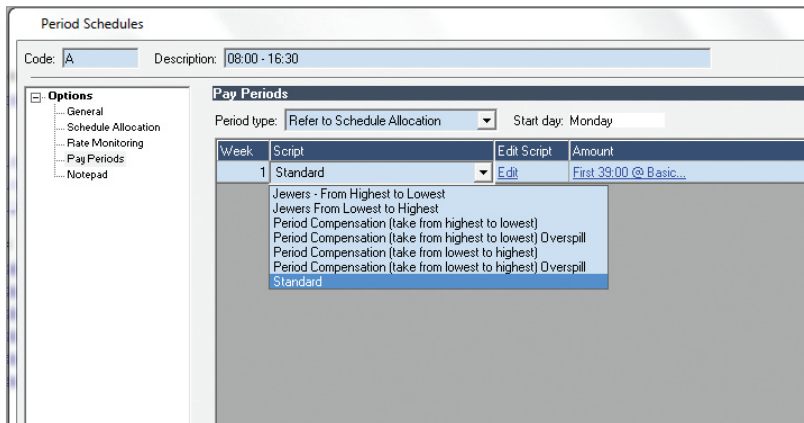 Period Schedules
Code: A Description: 08:00 - 16:30
Options
General
Schedule Allocation
Rate Monitoring
Pay Periods
Notepad
Pay Periods
Period type: Refer to Schedule Allocation Start day: Monday
Week Script Edit Script Amount
1 Standard Edit First 39:00 @ Basic...
Jewers - From Highest to Lowest
Jewers From Lowest to Highest
Period Compensation (take from highest to lowest)
Period Compensation (take from highest to lowest) Overspill
Period Compensation (take from lowest to highest)
Period Compensation (take from lowest to highest) Overspill
Standard